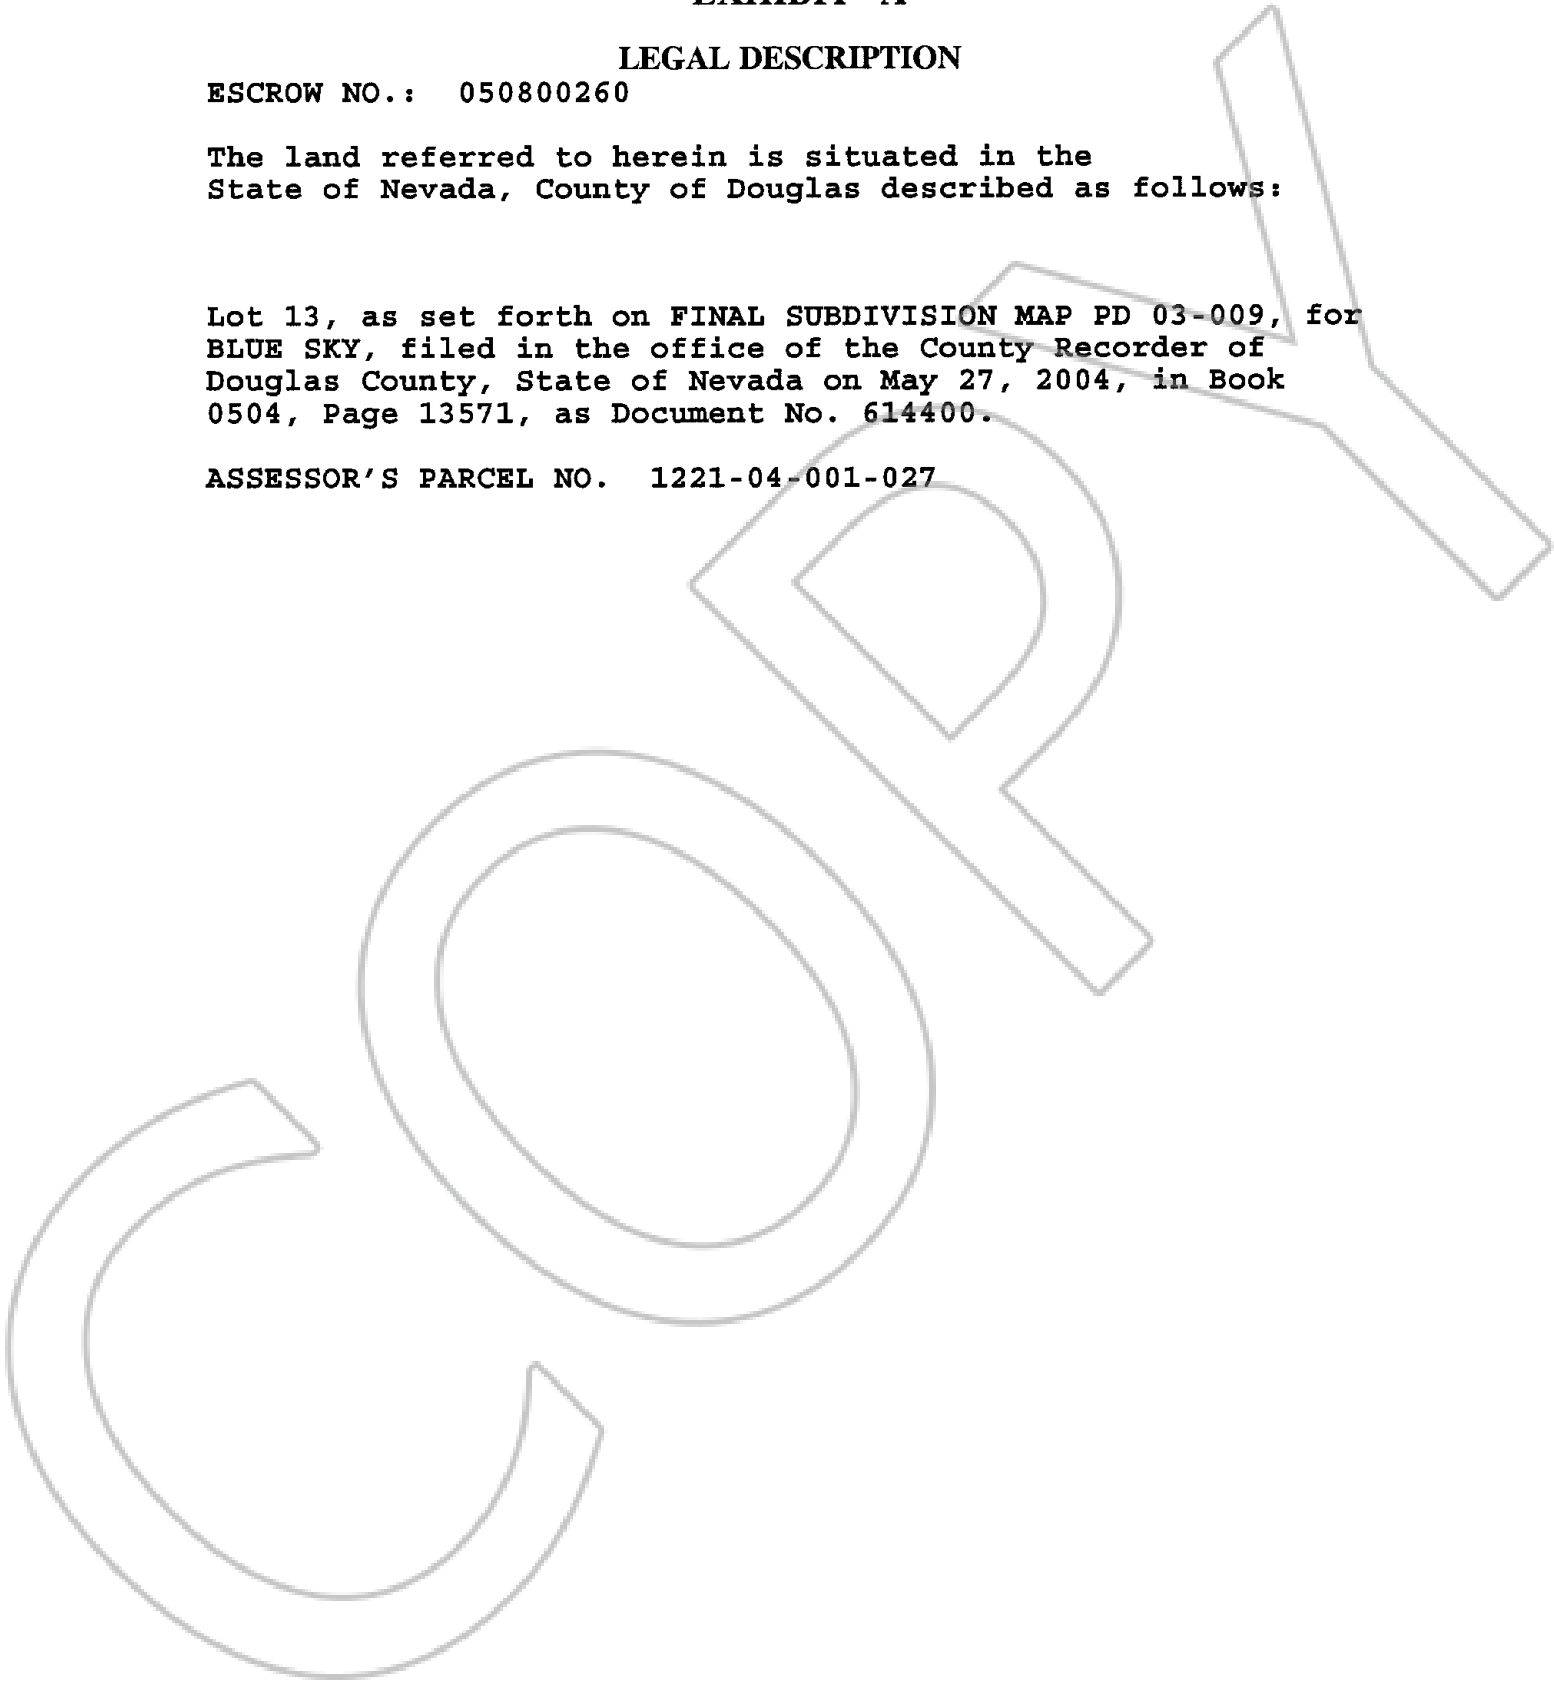 EXHIBIT "A"
LEGAL DESCRIPTION
ESCROW NO.: 050800260
The land referred to herein is situated in the
State of Nevada, County of Douglas described as follows:
Lot 13, as set forth on FINAL SUBDIVISION MAP PD 03-009, for
BLUE SKY, filed in the office of the County Recorder of
Douglas County, State of Nevada on May 27, 2004, in Book
0504, Page 13571, as Document No. 614400.
ASSESSOR'S PARCEL NO. 1221-04-001-027
COPY